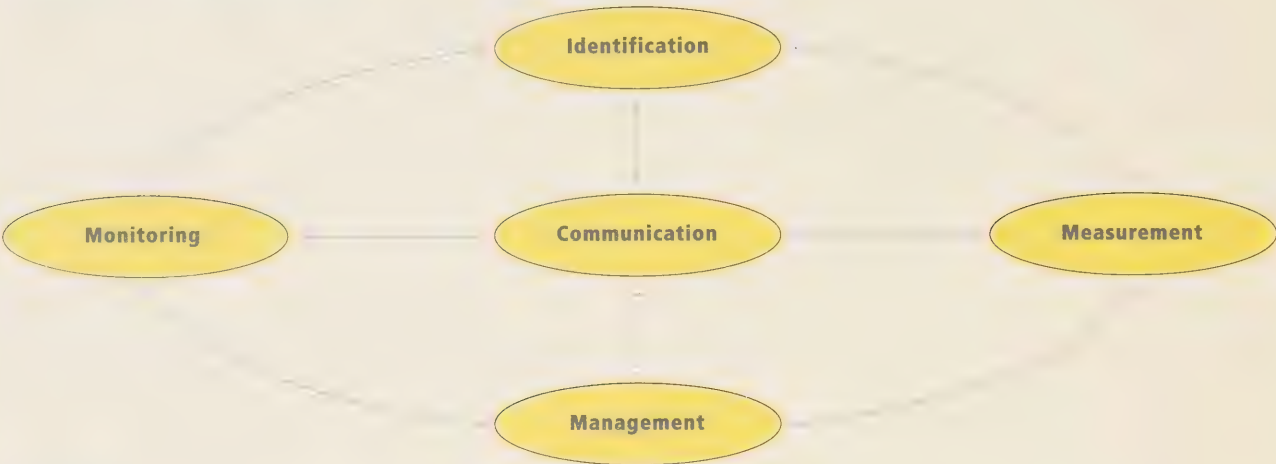 Identification
Monitoring
Communication
Measurement
Management